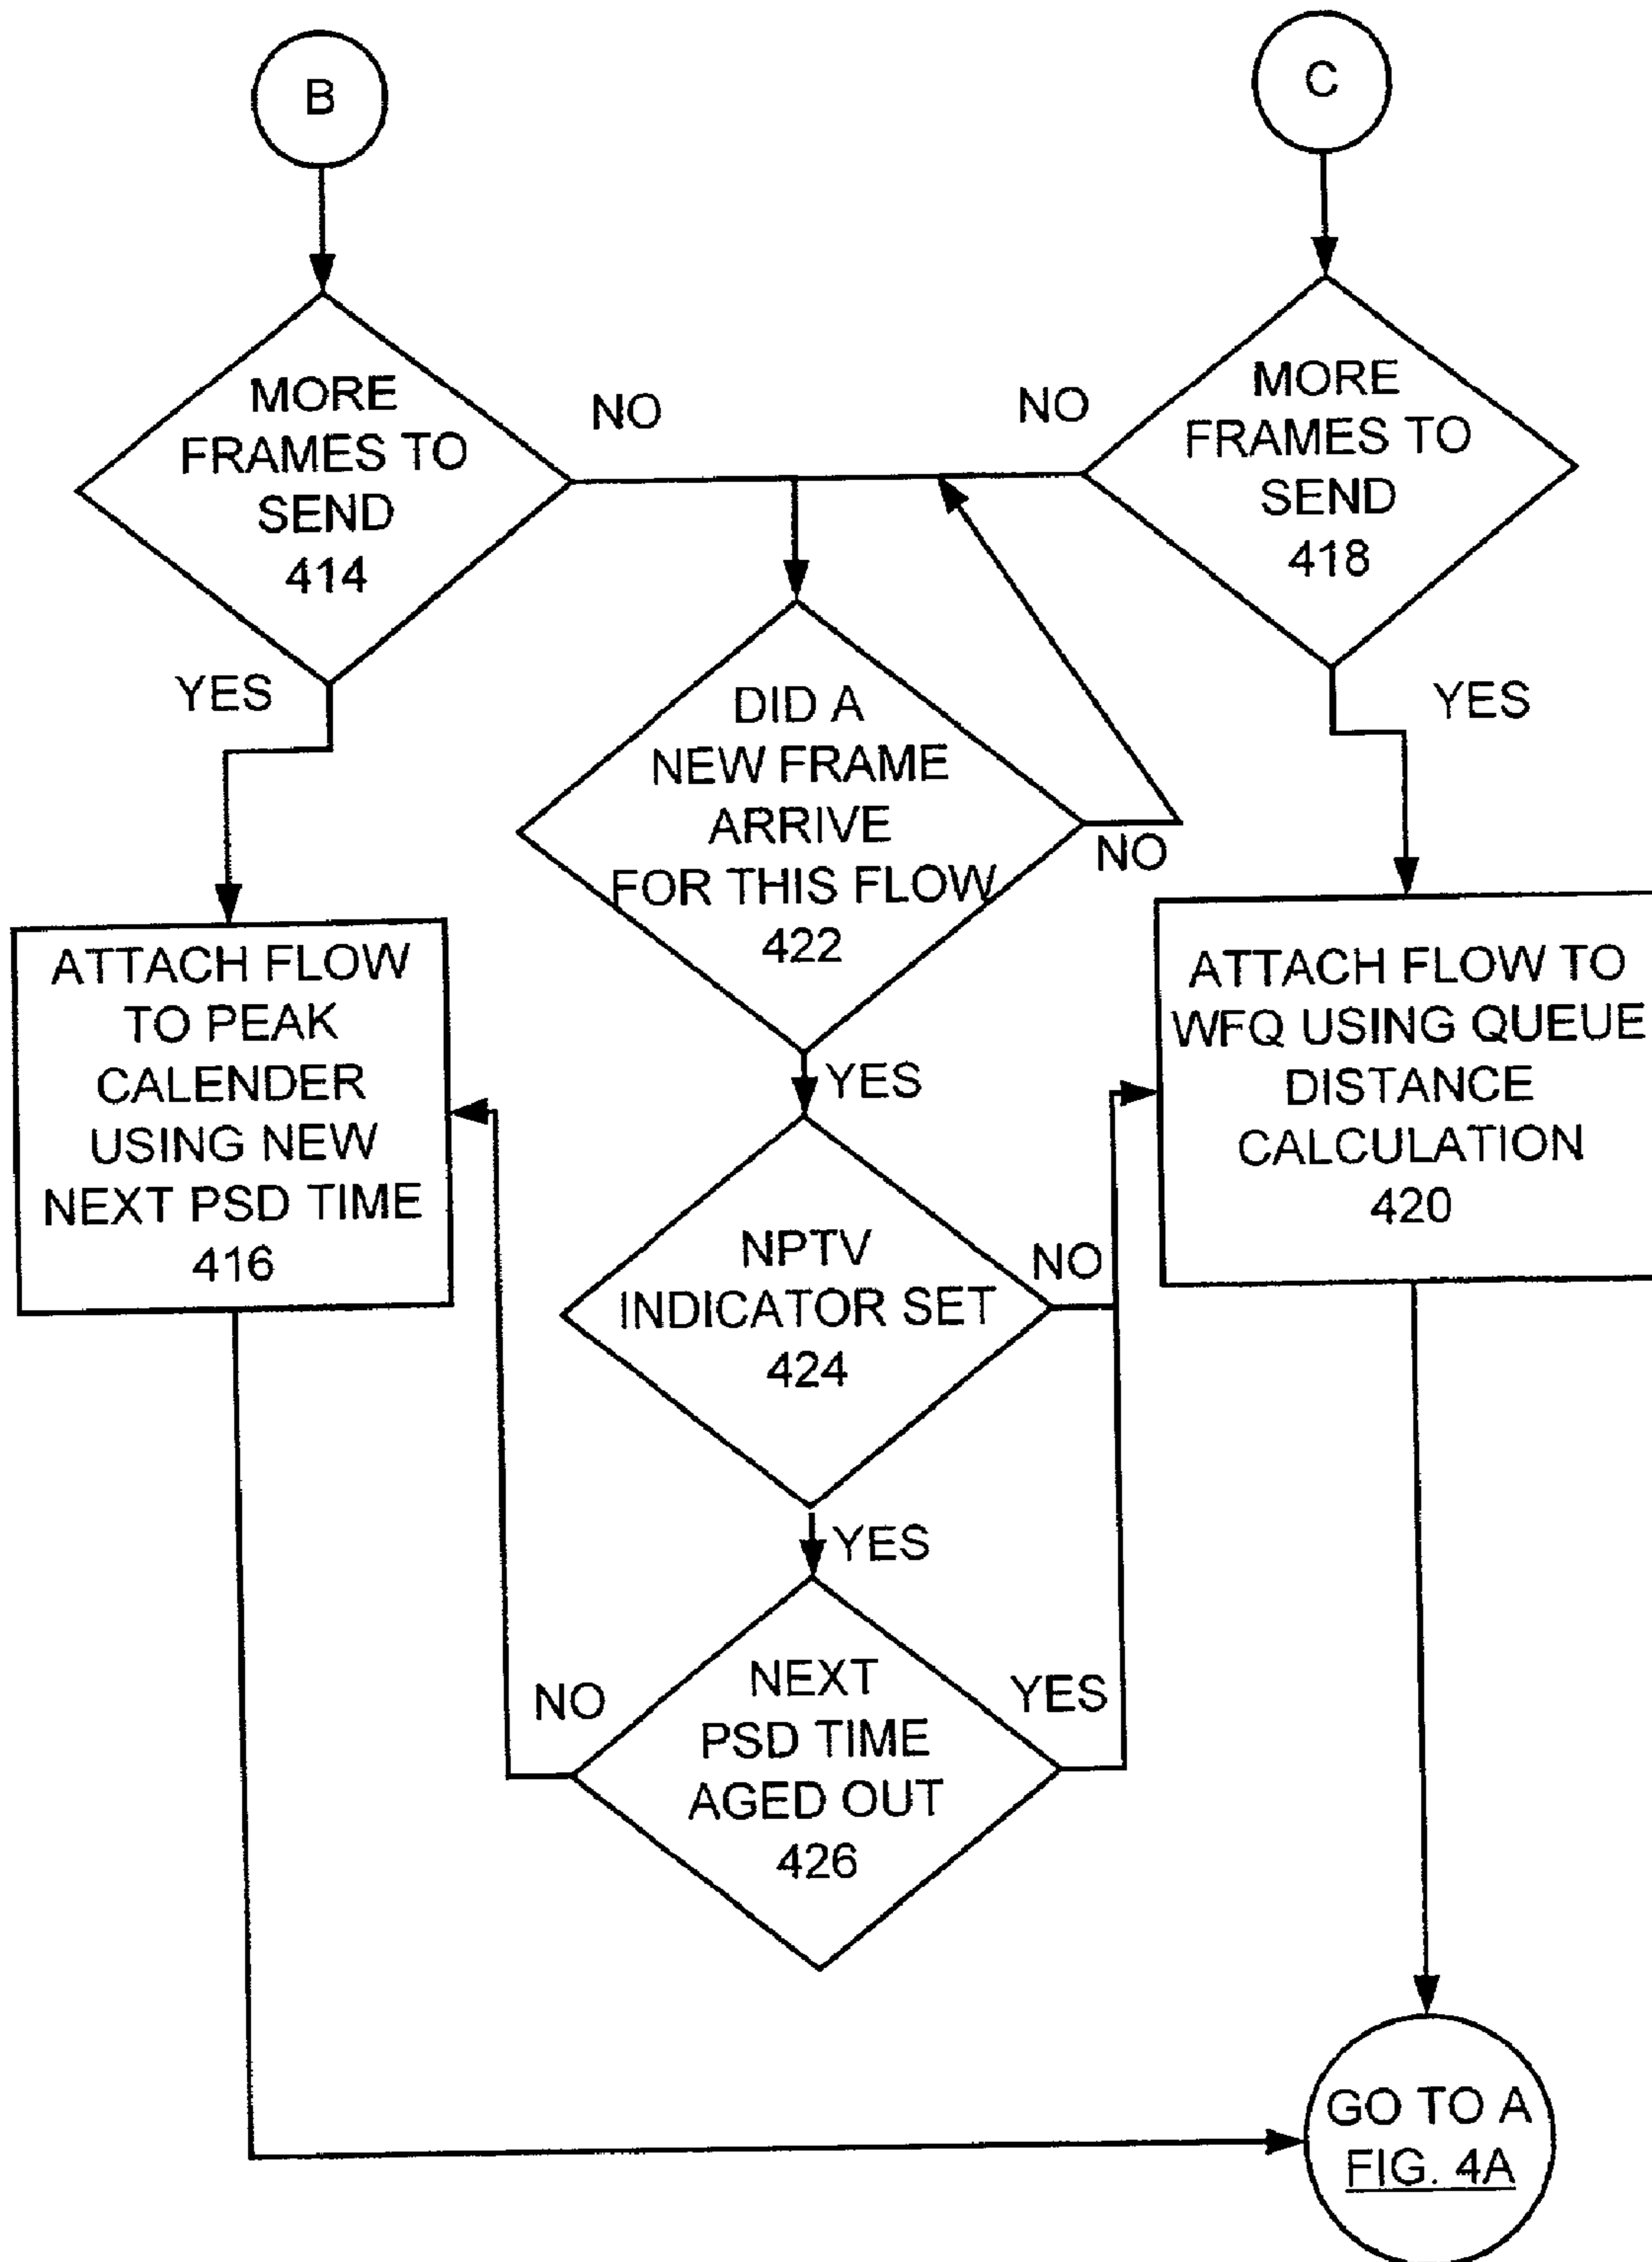 B
C
MORE
FRAMES TO
SEND
414
NO
NO
MORE
FRAMES TO
SEND
418
YES
DID A
NEW FRAME
ARRIVE
FOR THIS FLOW
422
NO
YES
ATTACH FLOW
TO PEAK
CALENDER
USING NEW
NEXT PSD TIME
416
YES
ATTACH FLOW TO
WFQ USING QUEUE
DISTANCE
CALCULATION
420
NPTV
INDICATOR SET
424
NO
YES
NO
NEXT
PSD TIME
AGED OUT
426
YES
GO TO A
FIG. 4A